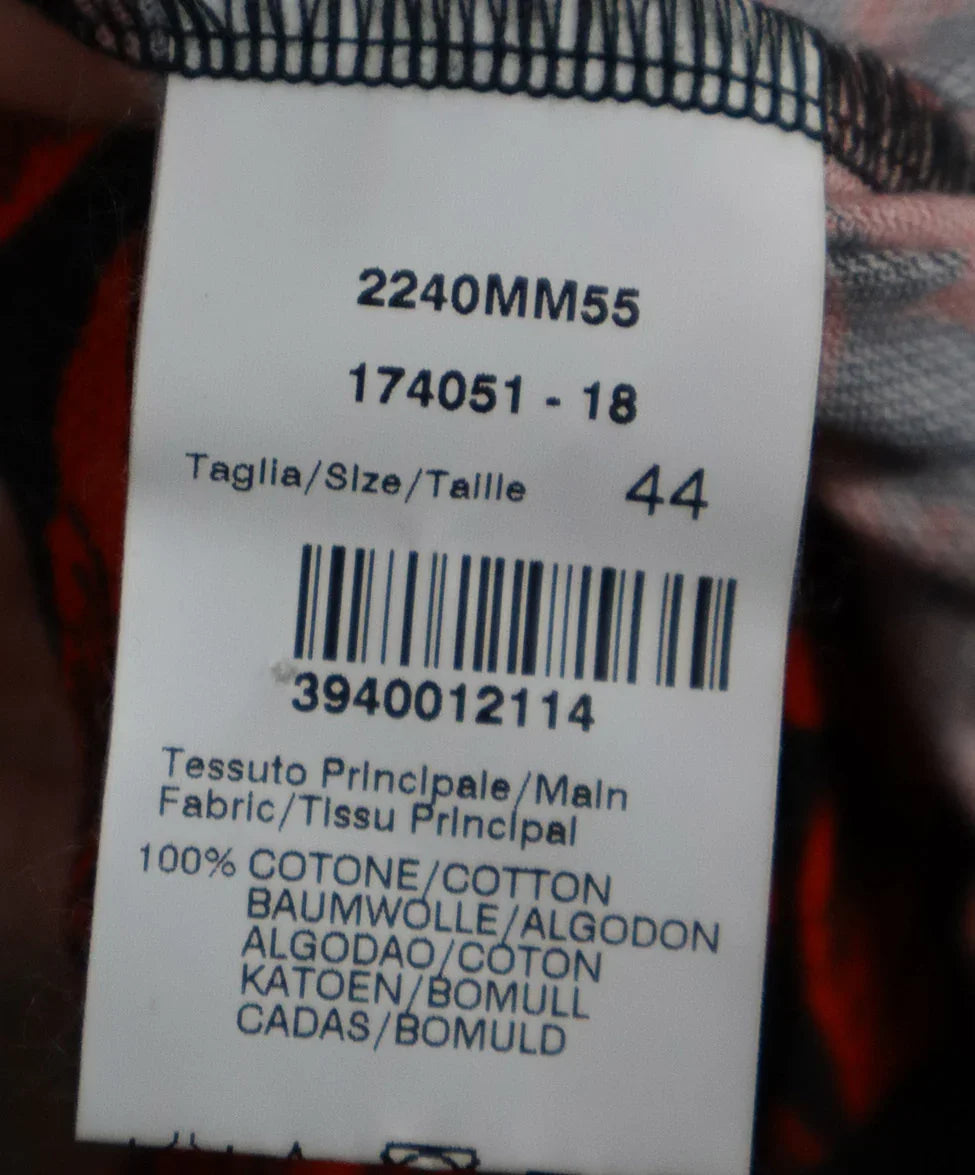 2240MM55
174051 - 18
Taglia/Size/Taille 44
3940012114
Tessuto Principale/Main
Fabric/Tissu Principal
100% COTONE/COTTON
BAUMWOLLE/ALGODON
ALGODAO/COTON
KATOEN/BOMULL
CADAS/BOMULD